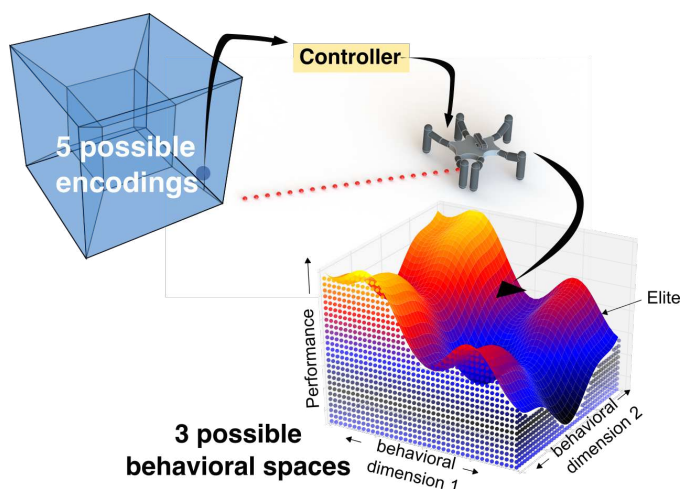 Controller
5 possible
encodings
Elite
Performance
behavioral
dimension 1
behavioral
dimension 2
3 possible
behavioral spaces